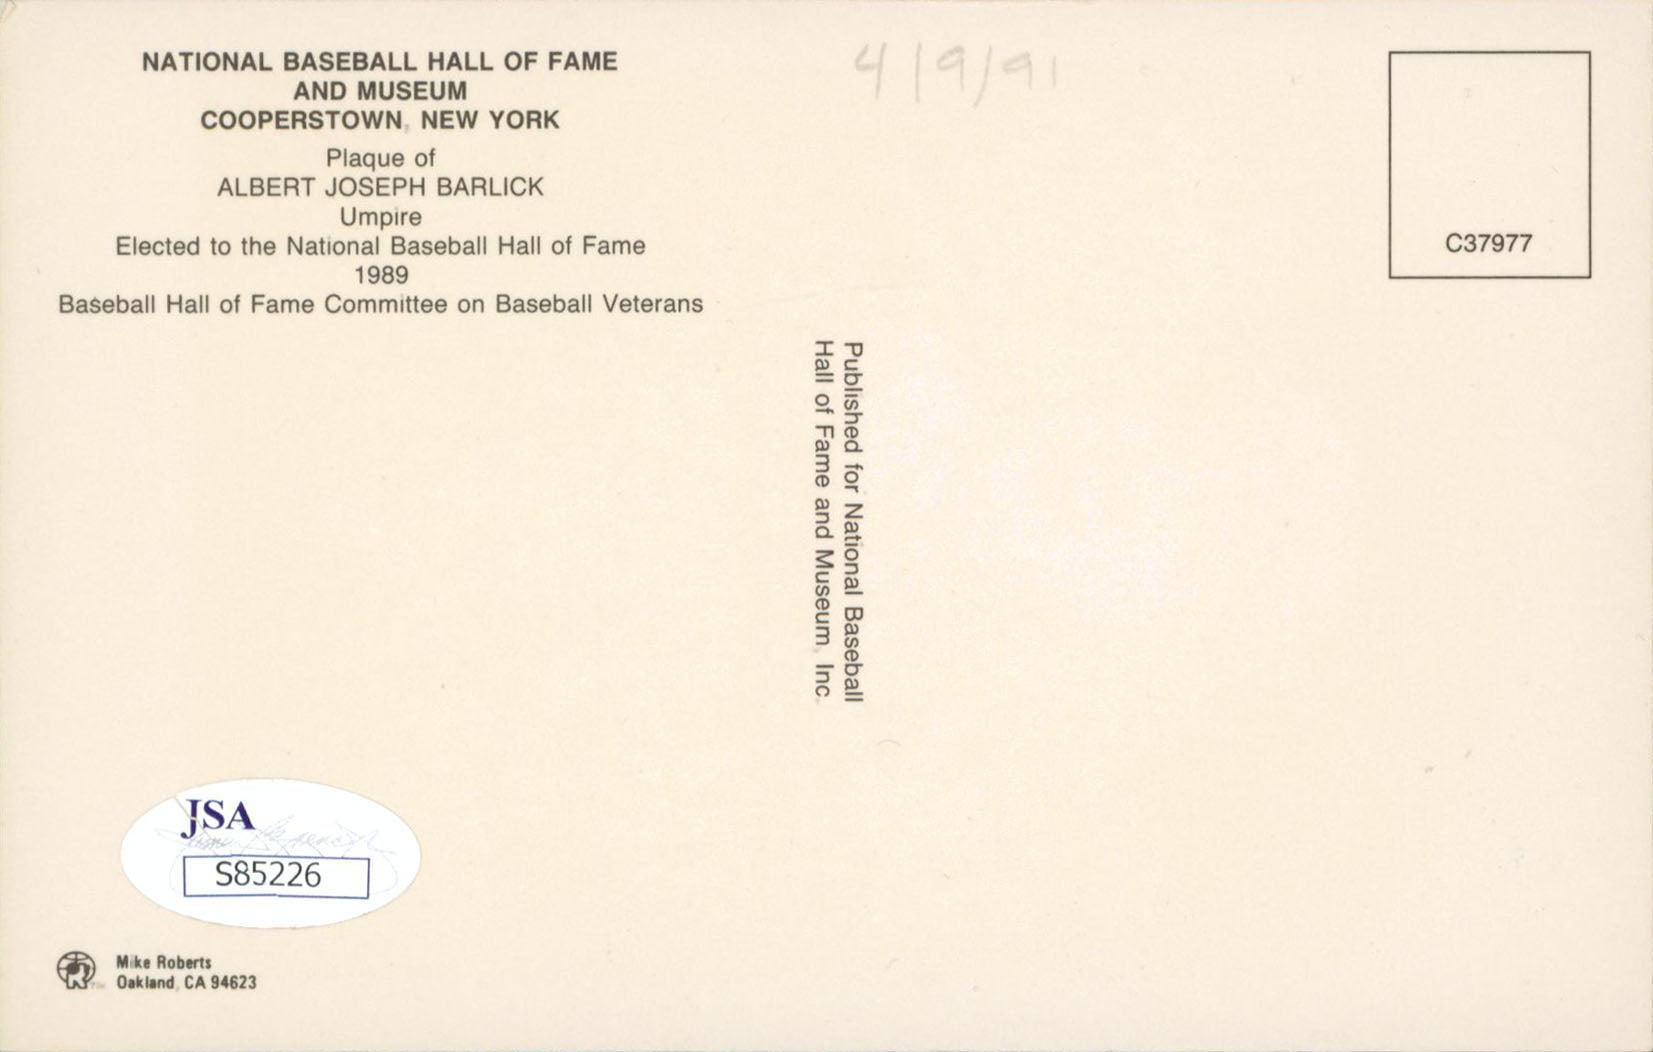 NATIONAL BASEBALL HALL OF FAME
AND MUSEUM
COOPERSTOWN, NEW YORK
Plaque of
ALBERT JOSEPH BARLICK
Umpire
Elected to the National Baseball Hall of Fame
1989
Baseball Hall of Fame Committee on Baseball Veterans
4/9/91
C37977
Published for National Baseball
Hall of Fame and Museum, Inc.
JSA
S85226
Mike Roberts
Oakland, CA 94623